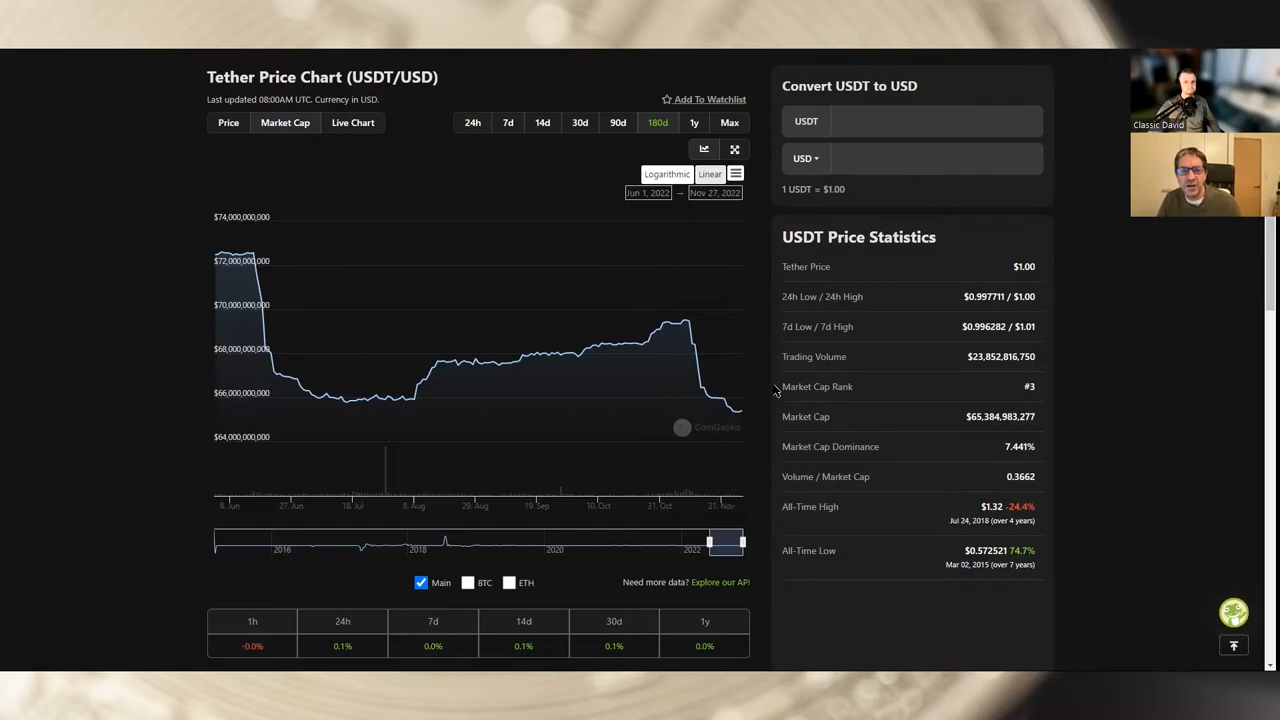 Tether Price Chart (USDT/USD)
Last updated 08:00AM UTC. Currency in USD.
Add To Watchlist
Price
Market Cap
Live Chart
24h
7d
14d
30d
90d
180d
1y
Max
Logarithmic
Linear
Jun 1, 2022 → Nov 27, 2022
$74,000,000,000
$72,000,000,000
$70,000,000,000
$68,000,000,000
$66,000,000,000
$64,000,000,000
CoinGecko
6. Jun
27. Jun
18. Jul
8. Aug
29. Aug
19. Sep
10. Oct
31. Oct
21. Nov
2016
2018
2020
2022
Main
BTC
ETH
Need more data? Explore our API
1h
24h
7d
14d
30d
1y
-0.0%
0.1%
0.0%
0.1%
0.1%
0.0%
Convert USDT to USD
USDT
USD
1 USDT = $1.00
USDT Price Statistics
Tether Price $1.00
24h Low / 24h High $0.997711 / $1.00
7d Low / 7d High $0.996282 / $1.01
Trading Volume $23,852,816,750
Market Cap Rank #3
Market Cap $65,384,983,277
Market Cap Dominance 7.441%
Volume / Market Cap 0.3662
All-Time High $1.32 -24.4%
Jul 24, 2018 (over 4 years)
All-Time Low $0.572521 74.7%
Mar 02, 2015 (over 7 years)
Classic David